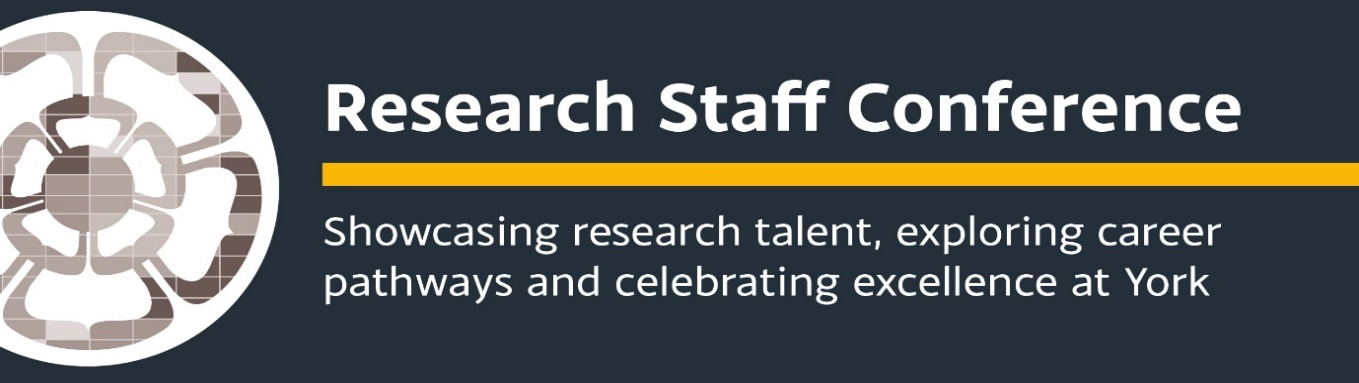 Research Staff Conference
Showcasing research talent, exploring career
pathways and celebrating excellence at York